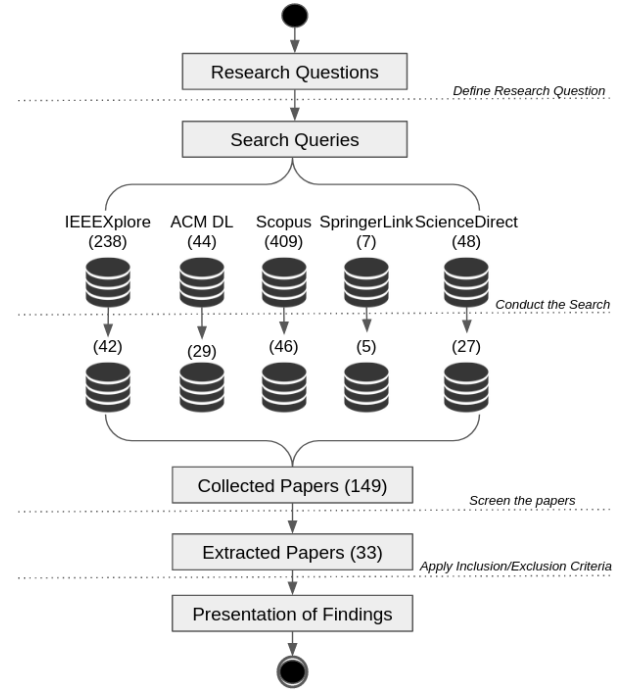 Research Questions
Define Research Question
Search Queries
IEEEXplore ACM DL Scopus SpringerLink ScienceDirect
(238) (44) (409) (7) (48)
Conduct the Search
(42) (29) (46) (5) (27)
Collected Papers (149)
Screen the papers
Extracted Papers (33)
Apply Inclusion/Exclusion Criteria
Presentation of Findings